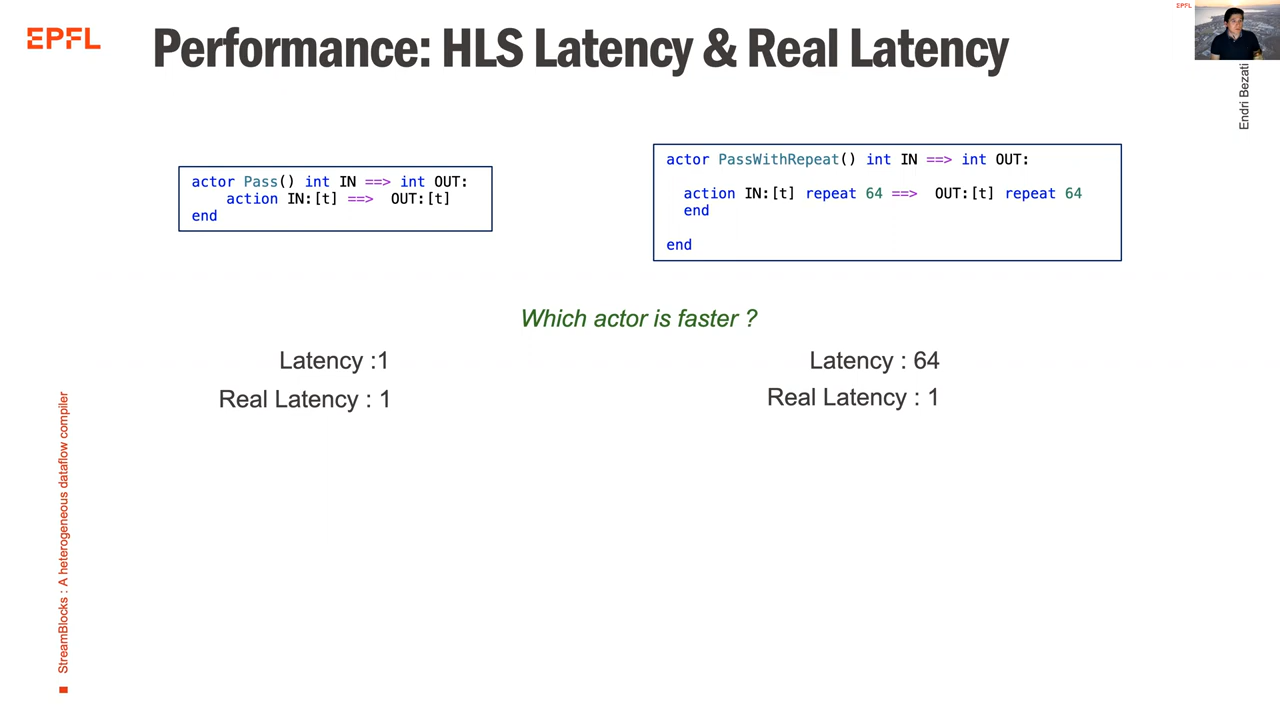 EPFL
Performance: HLS Latency & Real Latency
EPFL
Endri Bezati
actor Pass() int IN ==> int OUT:
action IN:[t] ==> OUT:[t]
end
actor PassWithRepeat() int IN ==> int OUT:
action IN:[t] repeat 64 ==> OUT:[t] repeat 64
end
end
Which actor is faster ?
Latency :1
Real Latency : 1
Latency : 64
Real Latency : 1
StreamBlocks : A heterogeneous dataflow compiler